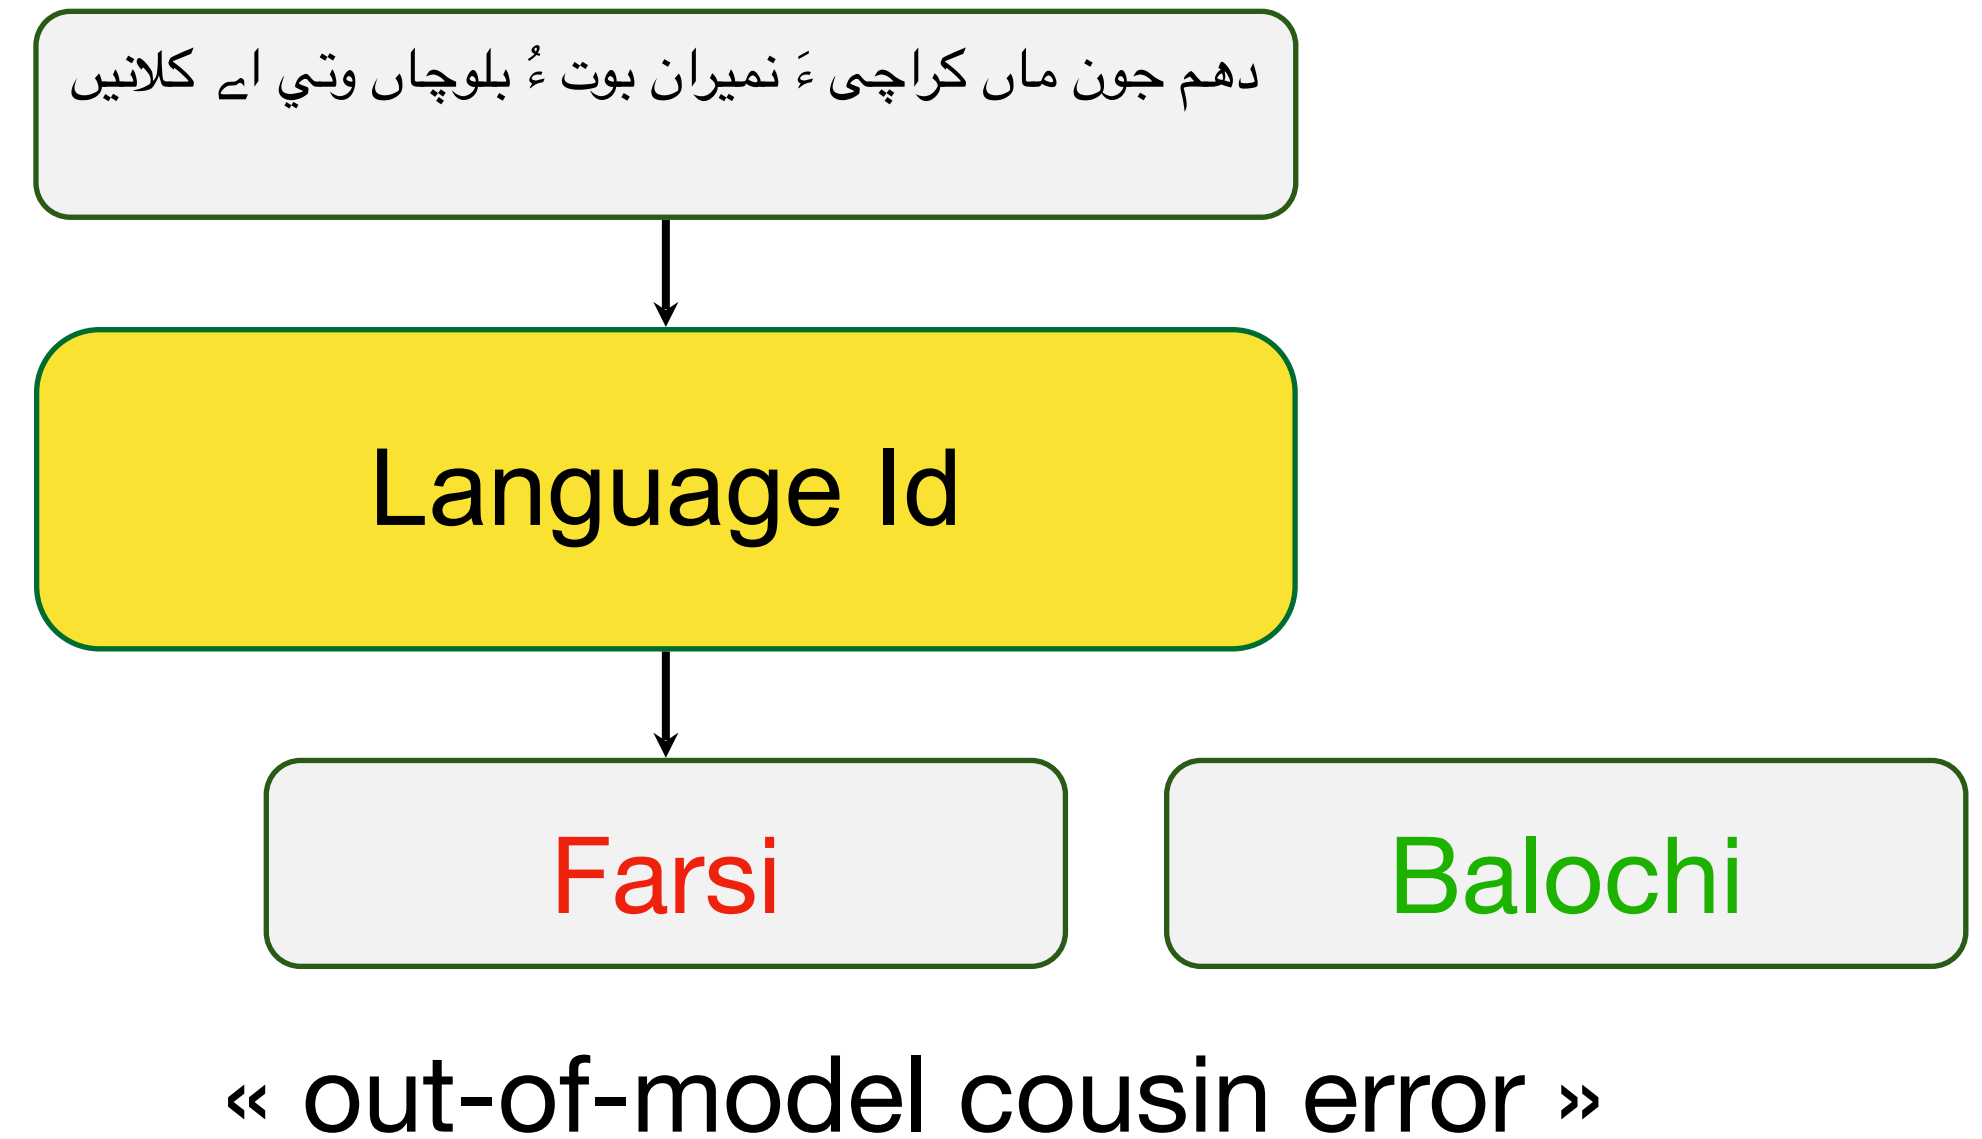 دهم جون ماں کراچی ءَ نمیران بوت ءُ بلوچاں وتي اے کلانیں
Language Id
Farsi
Balochi
« out-of-model cousin error »